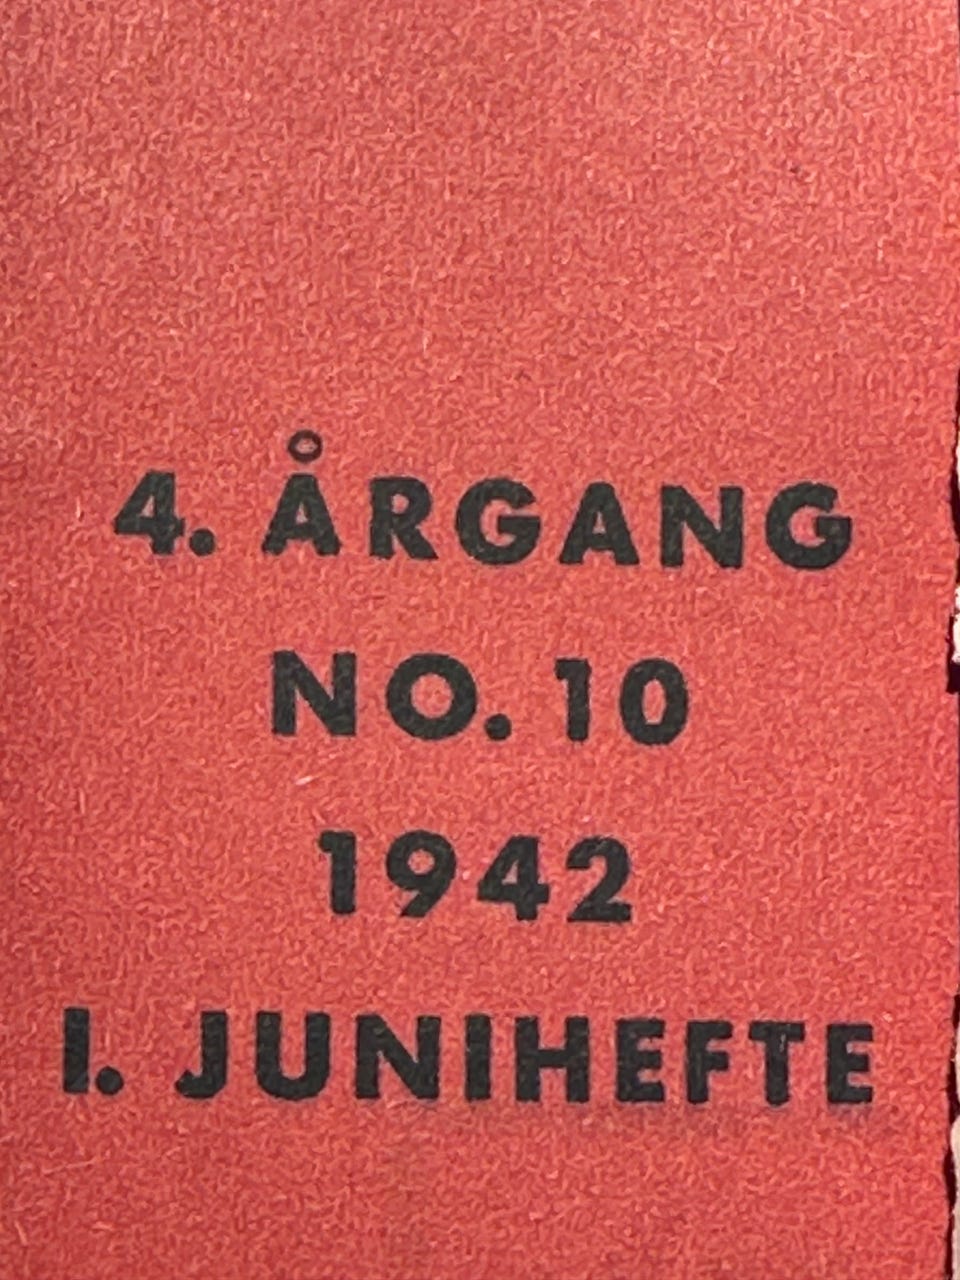 4. ÅRGANG
NO. 10
1942
I. JUNIHEFTE